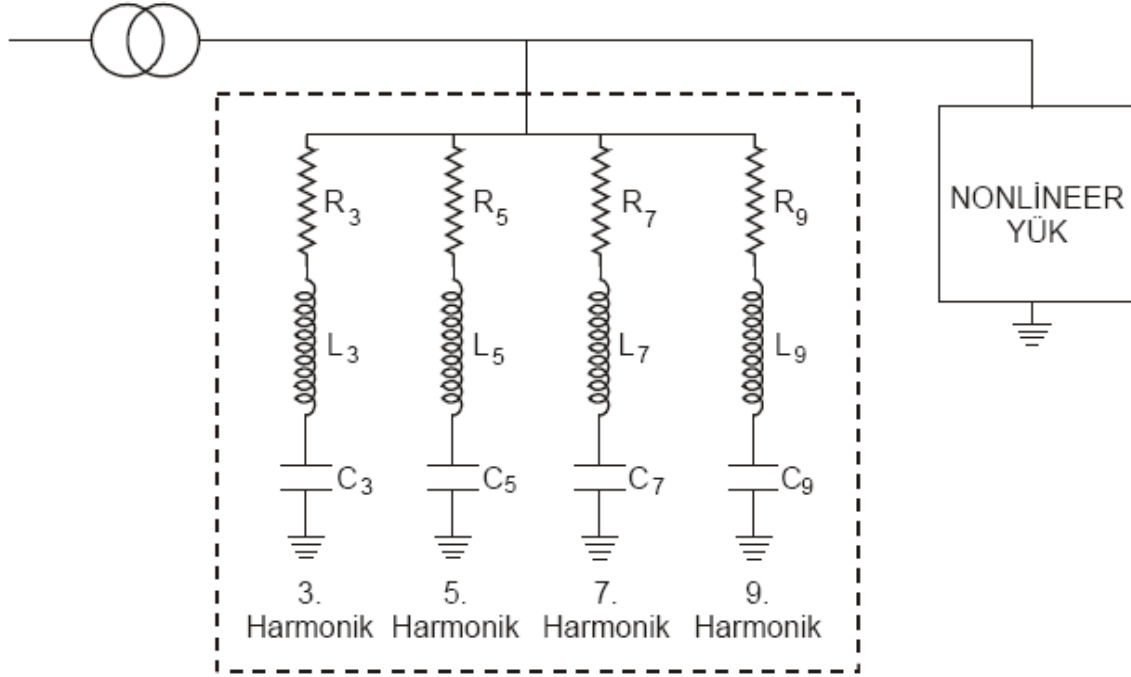 R3
R5
R7
R9
NONLİNEER
YÜK
L3
L5
L7
L9
C3
C5
C7
C9
3.
Harmonik
5.
Harmonik
7.
Harmonik
9.
Harmonik